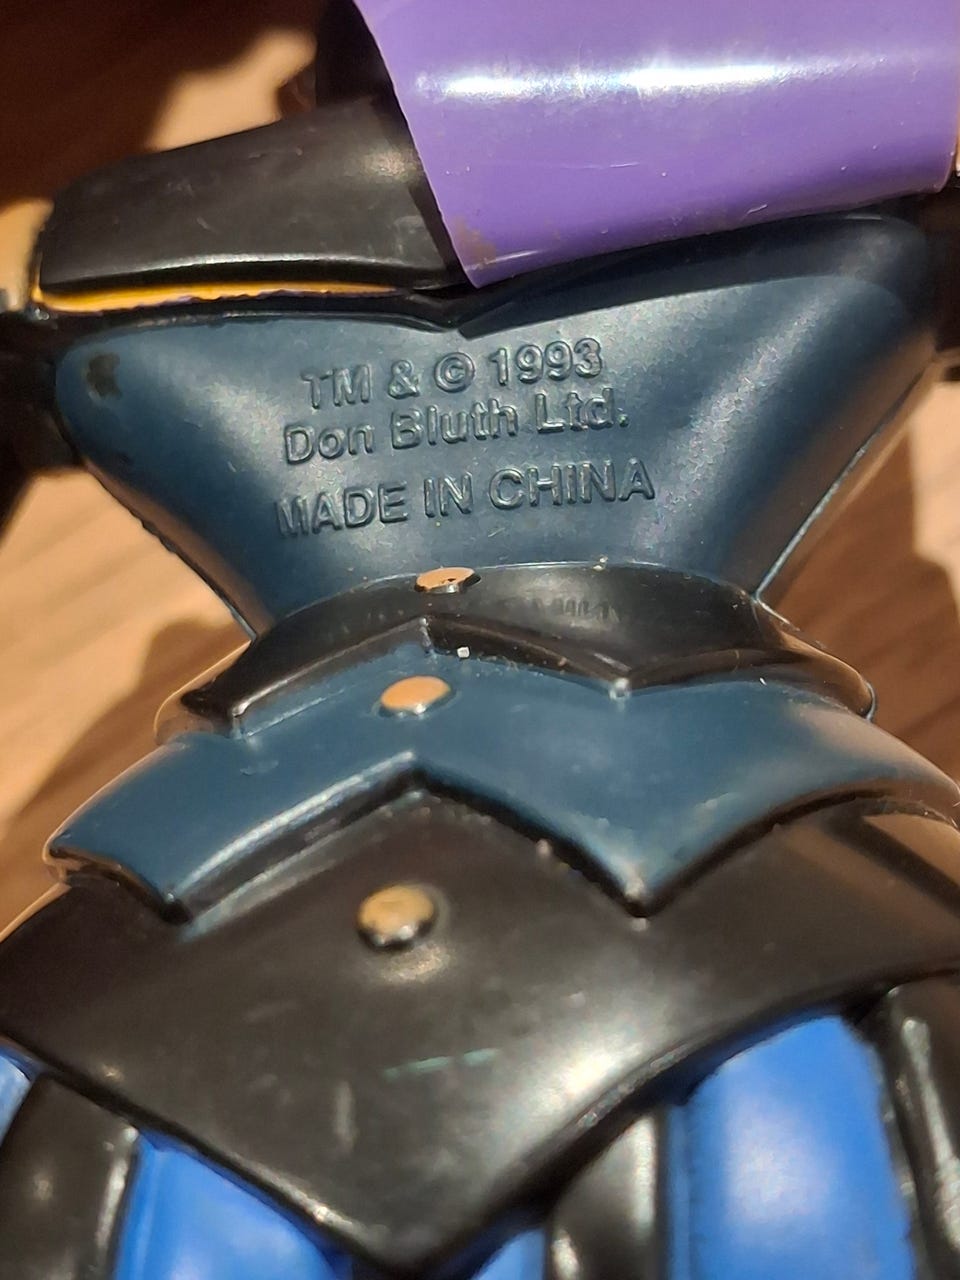 TM & © 1993
Don Bluth Ltd.
MADE IN CHINA